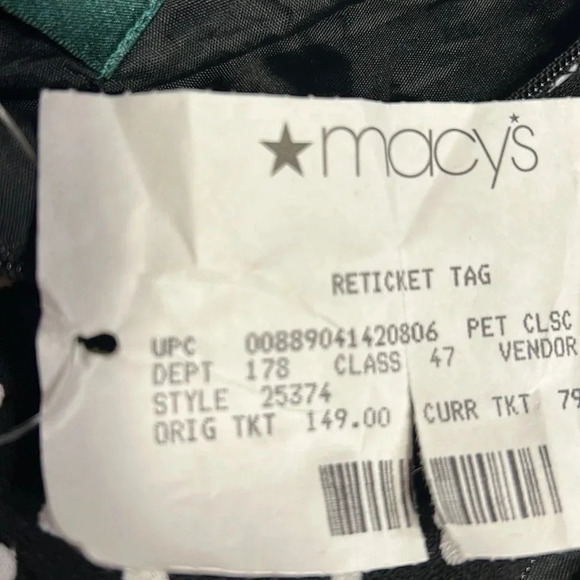 ★macy's
RETICKET TAG
UPC 00889041420806 PET CLSC
DEPT 178 CLASS 47 VENDOR
STYLE 25374
ORIG TKT 149.00 CURR TKT 79